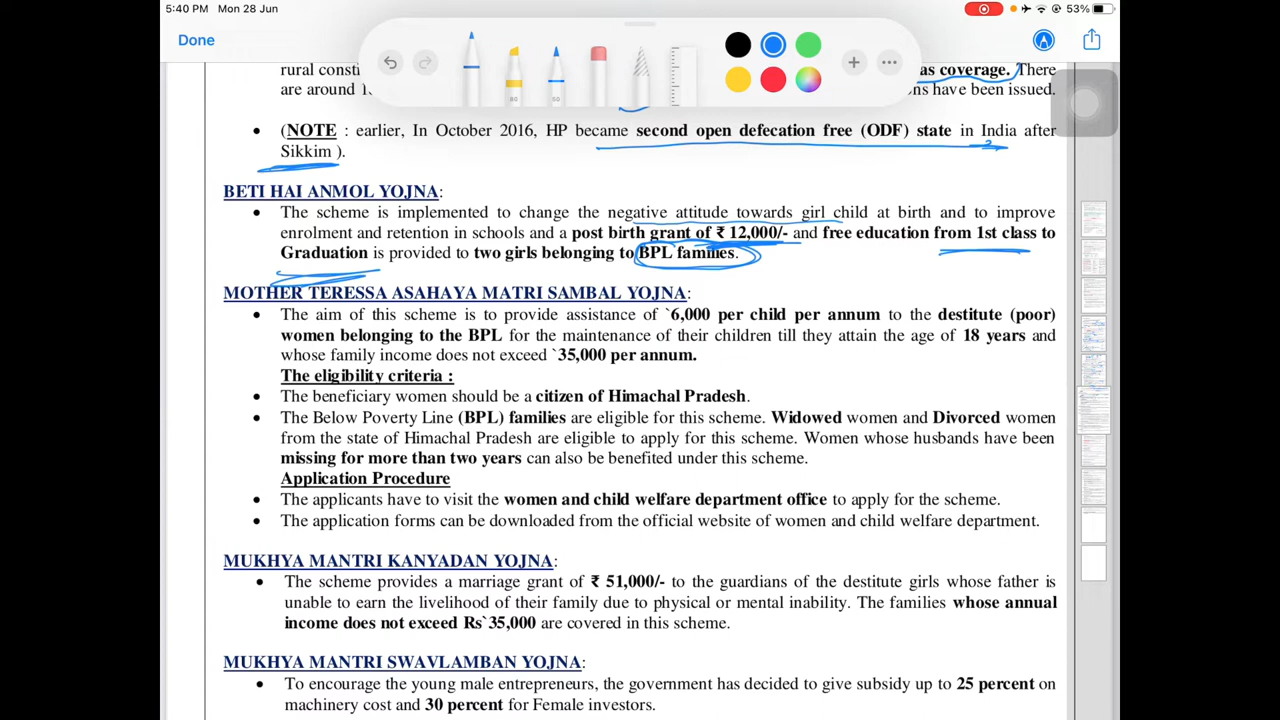 5:40 PM Mon 28 Jun
53%
Done
rural consti as coverage. There
are around 1 ns have been issued.
80
50
• (NOTE : earlier, In October 2016, HP became second open defecation free (ODF) state in India after
Sikkim ).
BETI HAI ANMOL YOJNA:
• The scheme is implemented to change the negative attitude towards girl child at birth and to improve
enrolment and retention in schools and a post birth grant of ₹ 12,000/- and free education from 1st class to
Graduation is provided to two girls belonging to BPL families.
MOTHER TERESSA ASAHAYA MATRI SAMBAL YOJNA:
• The aim of this scheme is to provide assistance of `6,000 per child per annum to the destitute (poor)
women belonging to the BPL for the maintenance of their children till they attain the age of 18 years and
whose family income does not exceed `35,000 per annum.
The eligibility criteria :
• The beneficial women should be a citizen of Himachal Pradesh.
• The Below Poverty Line (BPL) families are eligible for this scheme. Widowed women and Divorced women
from the state of Himachal Pradesh are eligible to apply for this scheme. Women whose husbands have been
missing for more than two years can also be benefited under this scheme.
Application Procedure
• The applicants have to visit the women and child welfare department office to apply for the scheme.
• The application forms can be downloaded from the official website of women and child welfare department.
MUKHYA MANTRI KANYADAN YOJNA:
• The scheme provides a marriage grant of ₹ 51,000/- to the guardians of the destitute girls whose father is
unable to earn the livelihood of their family due to physical or mental inability. The families whose annual
income does not exceed Rs`35,000 are covered in this scheme.
MUKHYA MANTRI SWAVLAMBAN YOJNA:
• To encourage the young male entrepreneurs, the government has decided to give subsidy up to 25 percent on
machinery cost and 30 percent for Female investors.